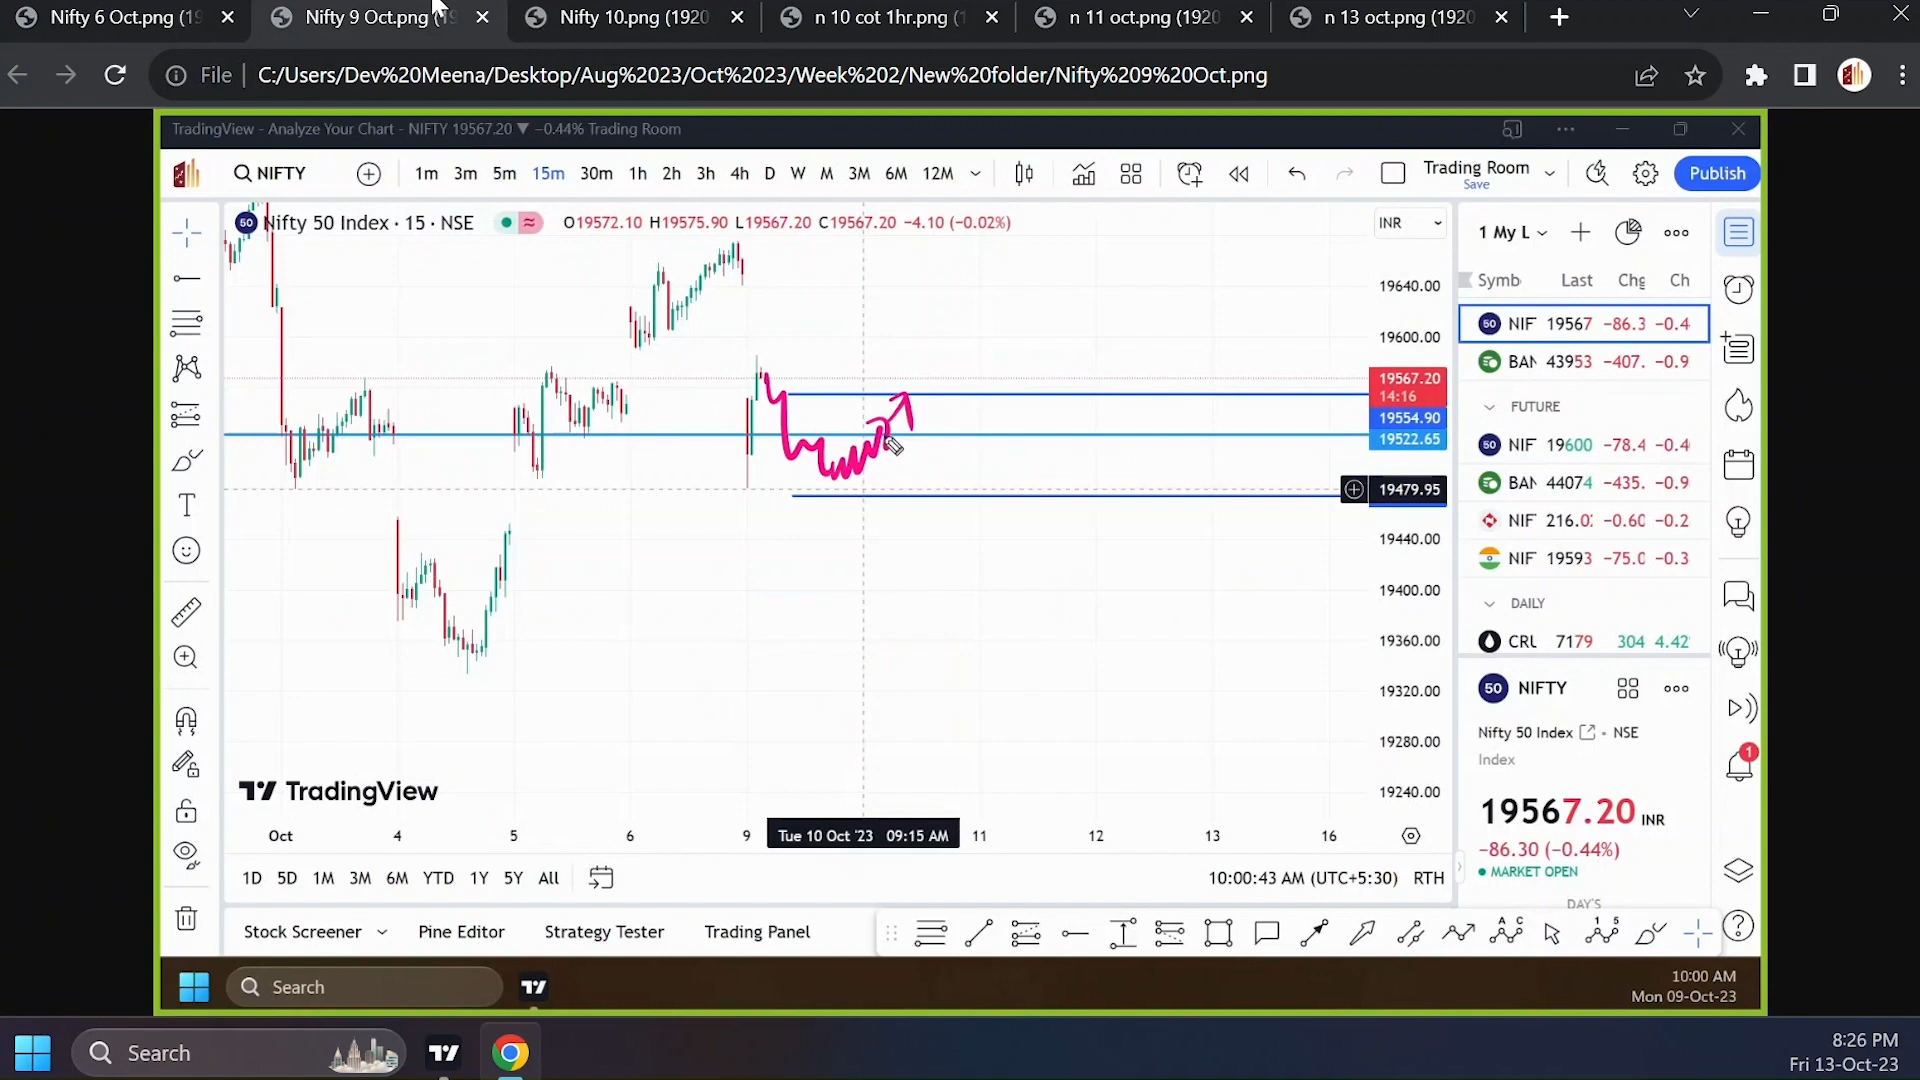 Nifty 6 Oct.png (19
Nifty 9 Oct.png (19
Nifty 10.png (1920
n 10 cot 1hr.png (1
n 11 oct.png (1920
n 13 oct.png (1920
File
C:/Users/Dev%20Meena/Desktop/Aug%2023/Oct%2023/Week%202/New%20folder/Nifty%209%20Oct.png
TradingView - Analyze Your Chart - NIFTY 19567.20 ▼ −0.44% Trading Room
NIFTY
1m 3m 5m 15m 30m 1h 2h 3h 4h D W M 3M 6M 12M
Trading Room
Save
Publish
50 Nifty 50 Index · 15 · NSE
O19572.10 H19575.90 L19567.20 C19567.20 −4.10 (−0.02%)
INR
19640.00
19600.00
19567.20
14:16
19554.90
19522.65
19479.95
19440.00
19400.00
19360.00
19320.00
19280.00
19240.00
TradingView
Oct 4 5 6 9 Tue 10 Oct '23 09:15 AM 11 12 13 16
1D 5D 1M 3M 6M YTD 1Y 5Y All
10:00:43 AM (UTC+5:30) RTH
Stock Screener
Pine Editor
Strategy Tester
Trading Panel
1 My L
Symb Last Chg Ch
50 NIF 19567 −86.3 −0.4
BAN 43953 −407. −0.9
FUTURE
50 NIF 19600 −78.4 −0.4
BAN 44074 −435. −0.9
NIF 216.0 −0.60 −0.2
NIF 19593 −75.0 −0.3
DAILY
CRU 7179 304 4.42
50 NIFTY
Nifty 50 Index • NSE
Index
19567.20 INR
−86.30 (−0.44%)
MARKET OPEN
DAY'S
1
Search
10:00 AM
Mon 09-Oct-23
Search
8:26 PM
Fri 13-Oct-23